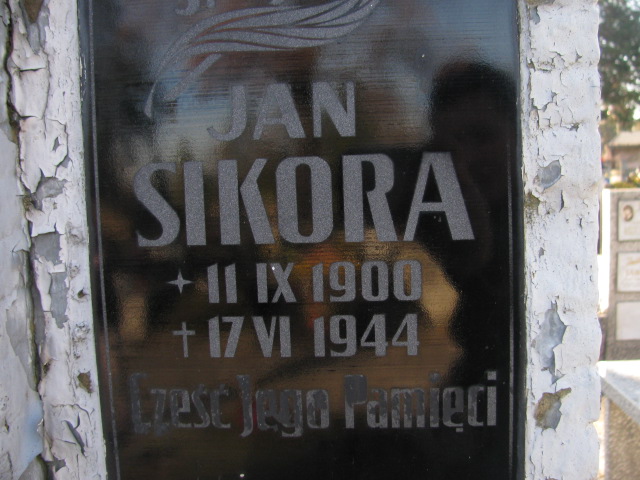 JAN
SIKORA
✦ 11 IX 1900
† 17 VI 1944
Cześć Jego Pamięci